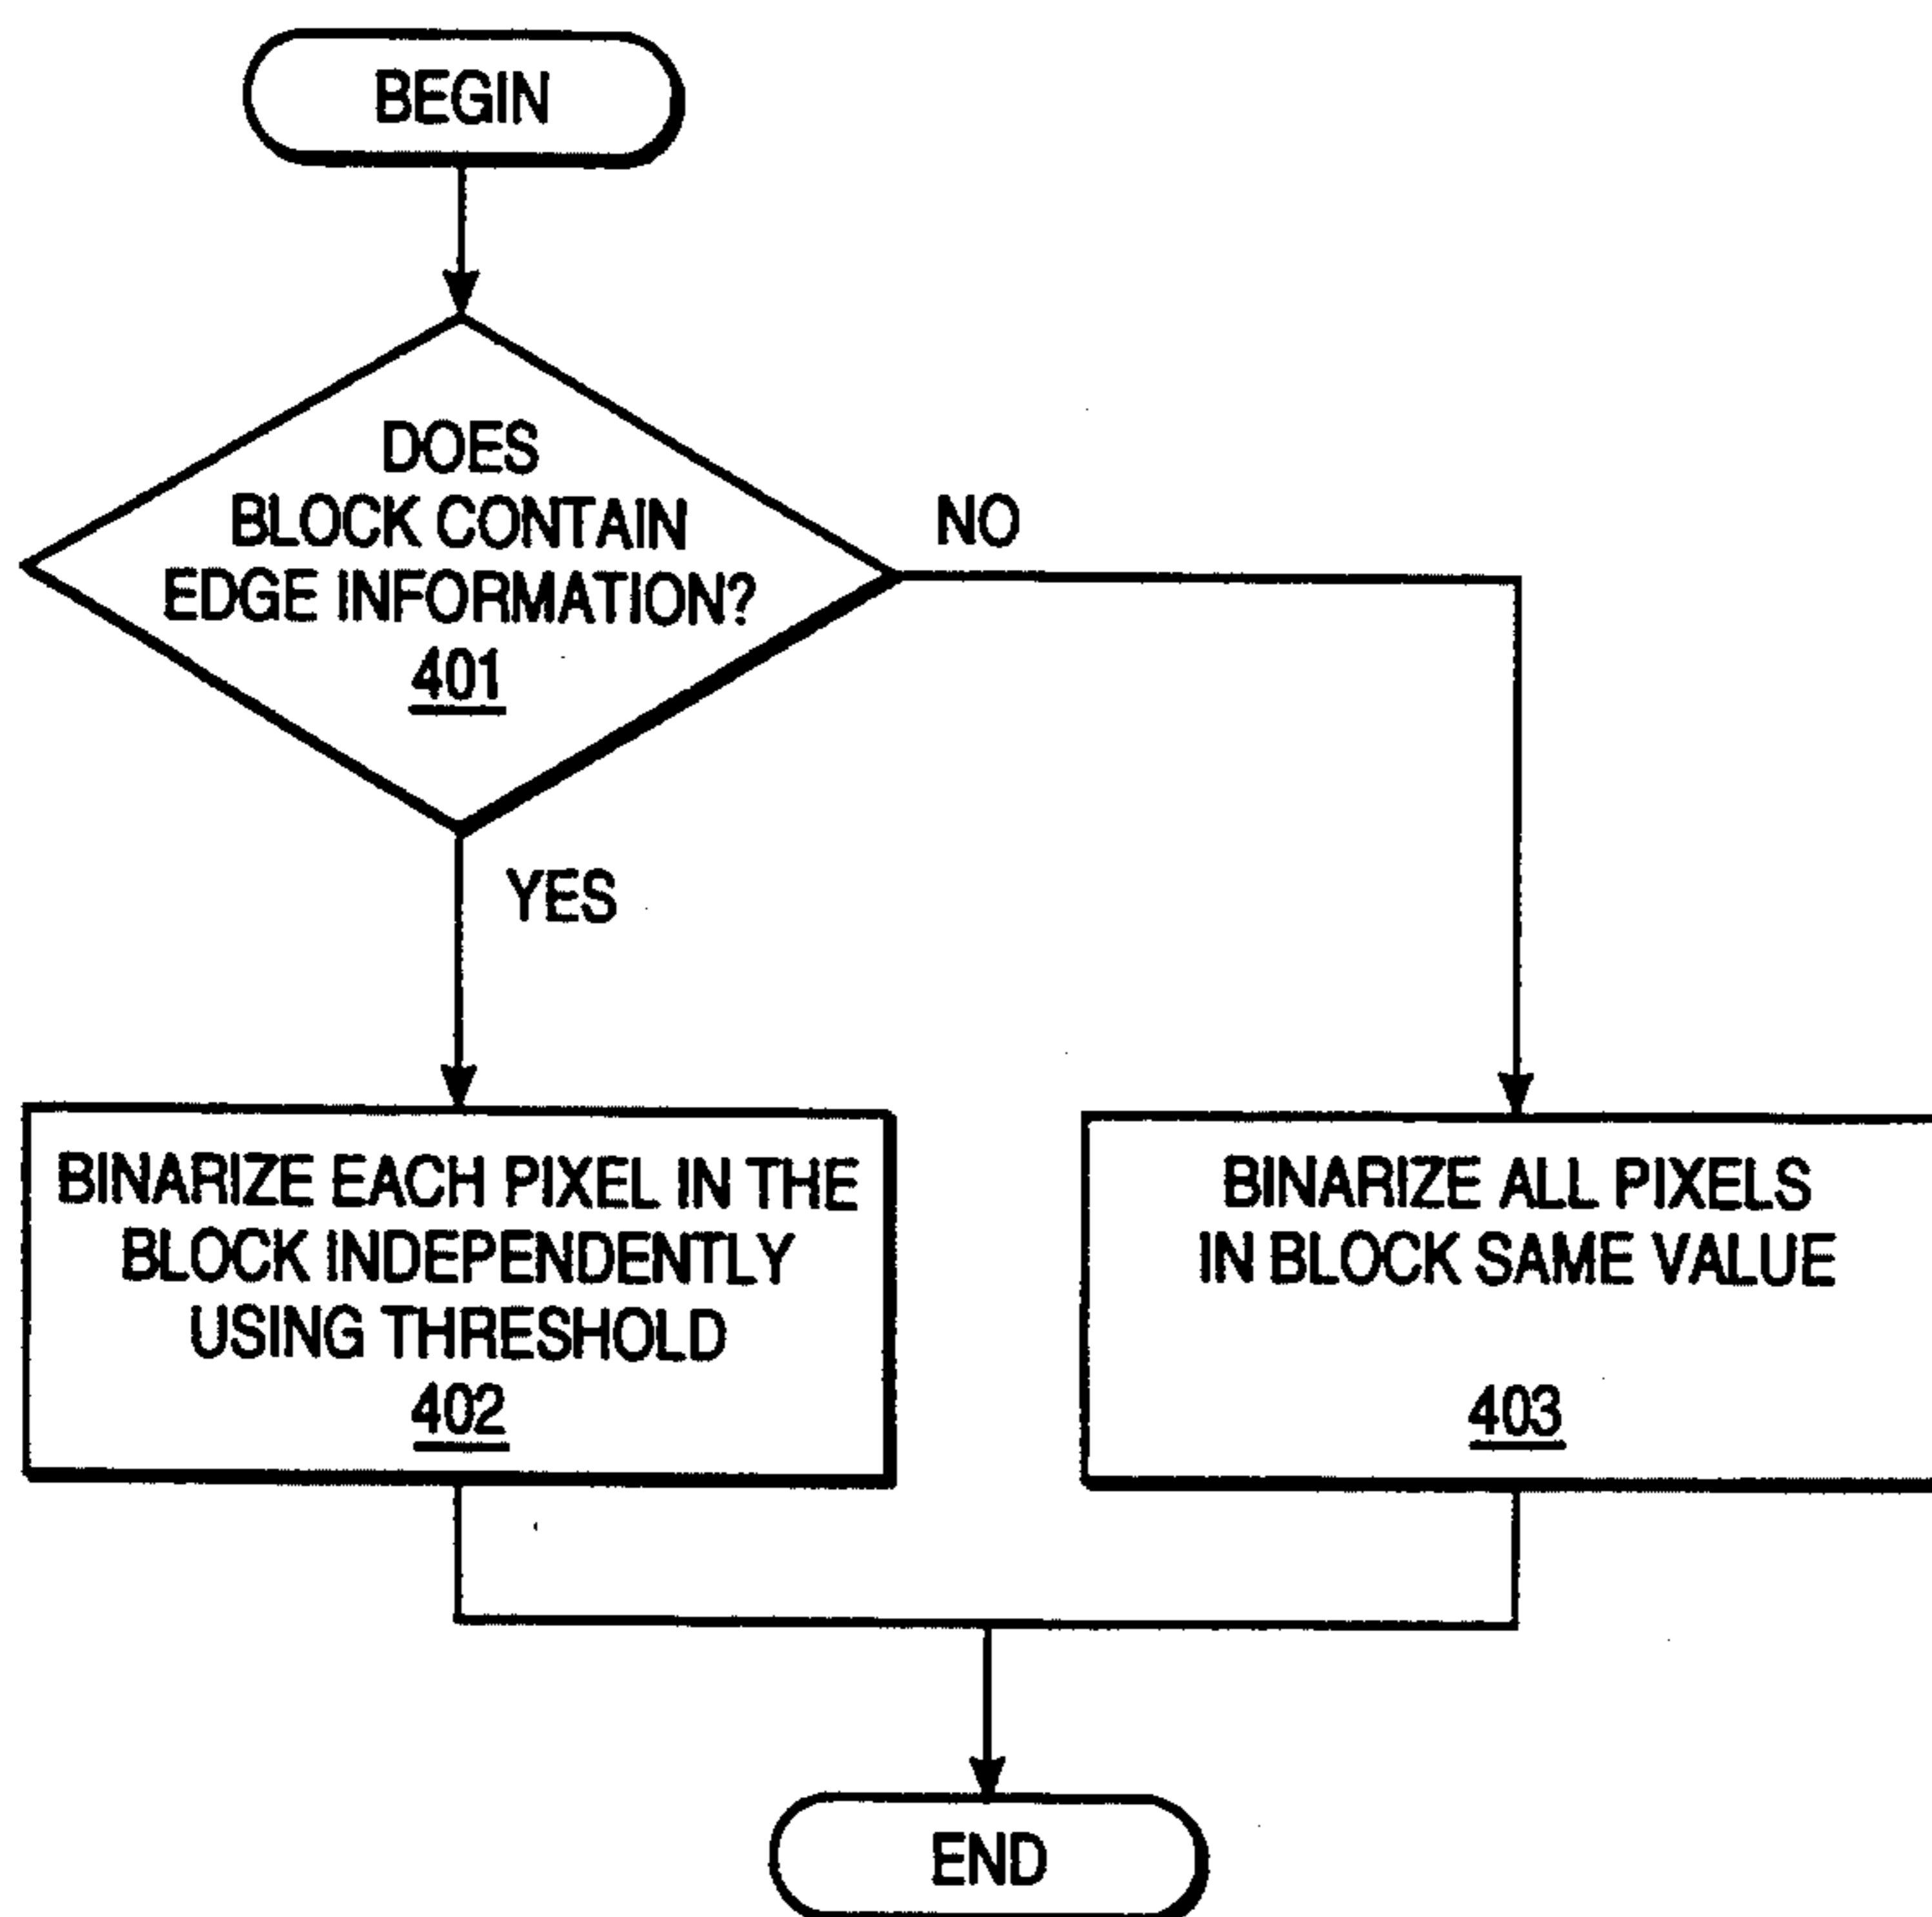 BEGIN
DOES
BLOCK CONTAIN
EDGE INFORMATION?
401
NO
YES
BINARIZE EACH PIXEL IN THE
BLOCK INDEPENDENTLY
USING THRESHOLD
402
BINARIZE ALL PIXELS
IN BLOCK SAME VALUE
403
END